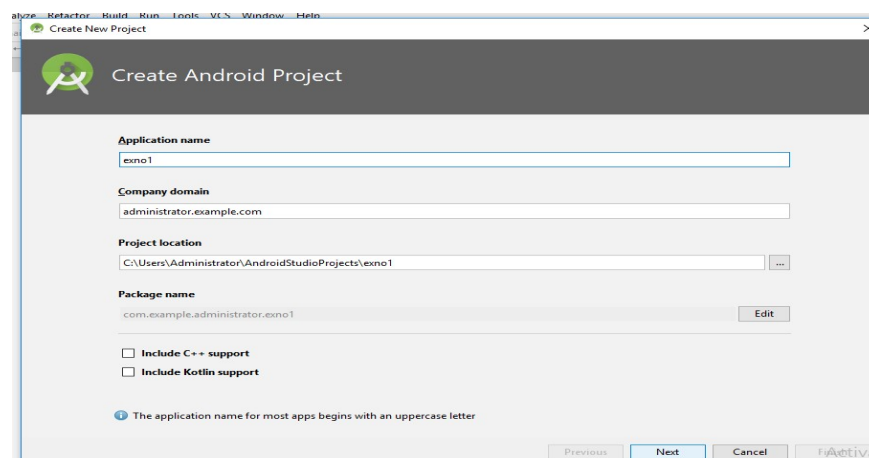 alyze Refactor Build Run Tools VCS Window Help
Create New Project
Create Android Project
Application name
exno1
Company domain
administrator.example.com
Project location
C:\Users\Administrator\AndroidStudioProjects\exno1
...
Package name
com.example.administrator.exno1
Edit
Include C++ support
Include Kotlin support
The application name for most apps begins with an uppercase letter
Previous Next Cancel